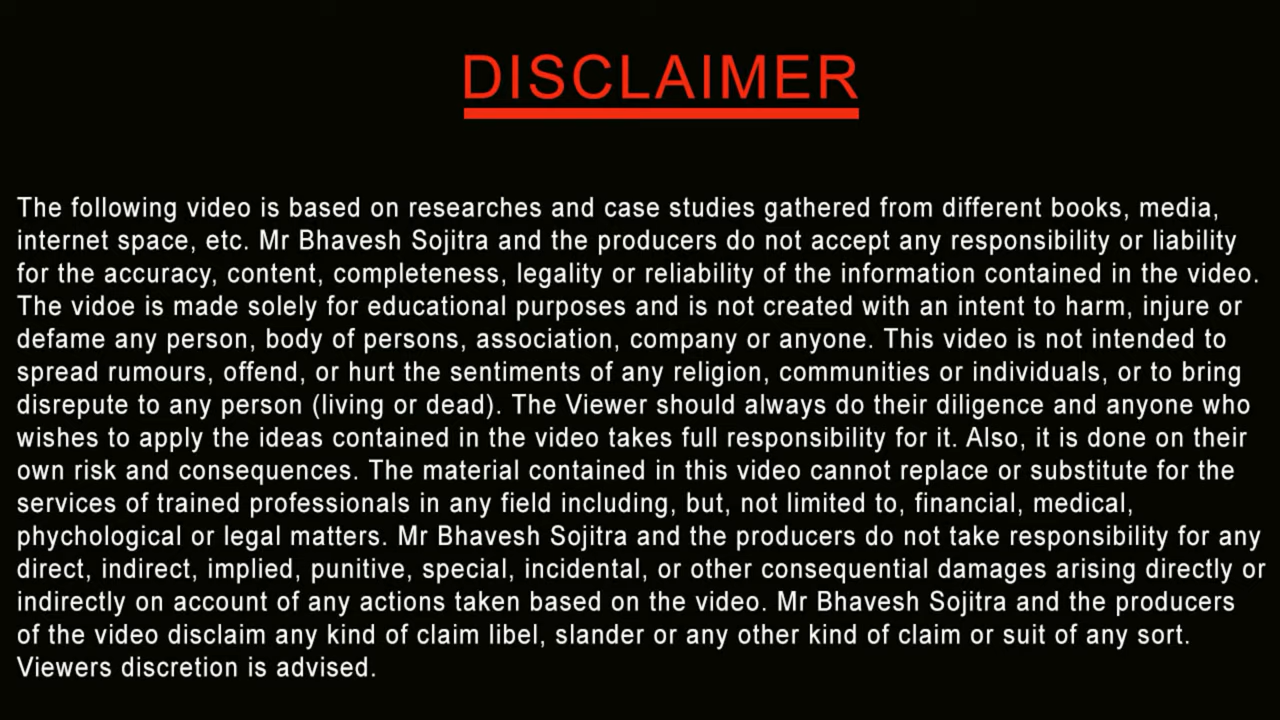 DISCLAIMER
The following video is based on researches and case studies gathered from different books, media,
internet space, etc. Mr Bhavesh Sojitra and the producers do not accept any responsibility or liability
for the accuracy, content, completeness, legality or reliability of the information contained in the video.
The vidoe is made solely for educational purposes and is not created with an intent to harm, injure or
defame any person, body of persons, association, company or anyone. This video is not intended to
spread rumours, offend, or hurt the sentiments of any religion, communities or individuals, or to bring
disrepute to any person (living or dead). The Viewer should always do their diligence and anyone who
wishes to apply the ideas contained in the video takes full responsibility for it. Also, it is done on their
own risk and consequences. The material contained in this video cannot replace or substitute for the
services of trained professionals in any field including, but, not limited to, financial, medical,
phychological or legal matters. Mr Bhavesh Sojitra and the producers do not take responsibility for any
direct, indirect, implied, punitive, special, incidental, or other consequential damages arising directly or
indirectly on account of any actions taken based on the video. Mr Bhavesh Sojitra and the producers
of the video disclaim any kind of claim libel, slander or any other kind of claim or suit of any sort.
Viewers discretion is advised.